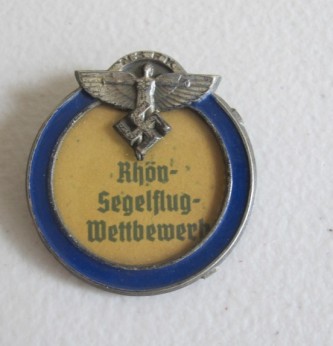 N.S.F.K.
Rhön-
Segelflug-
Wettbewerb